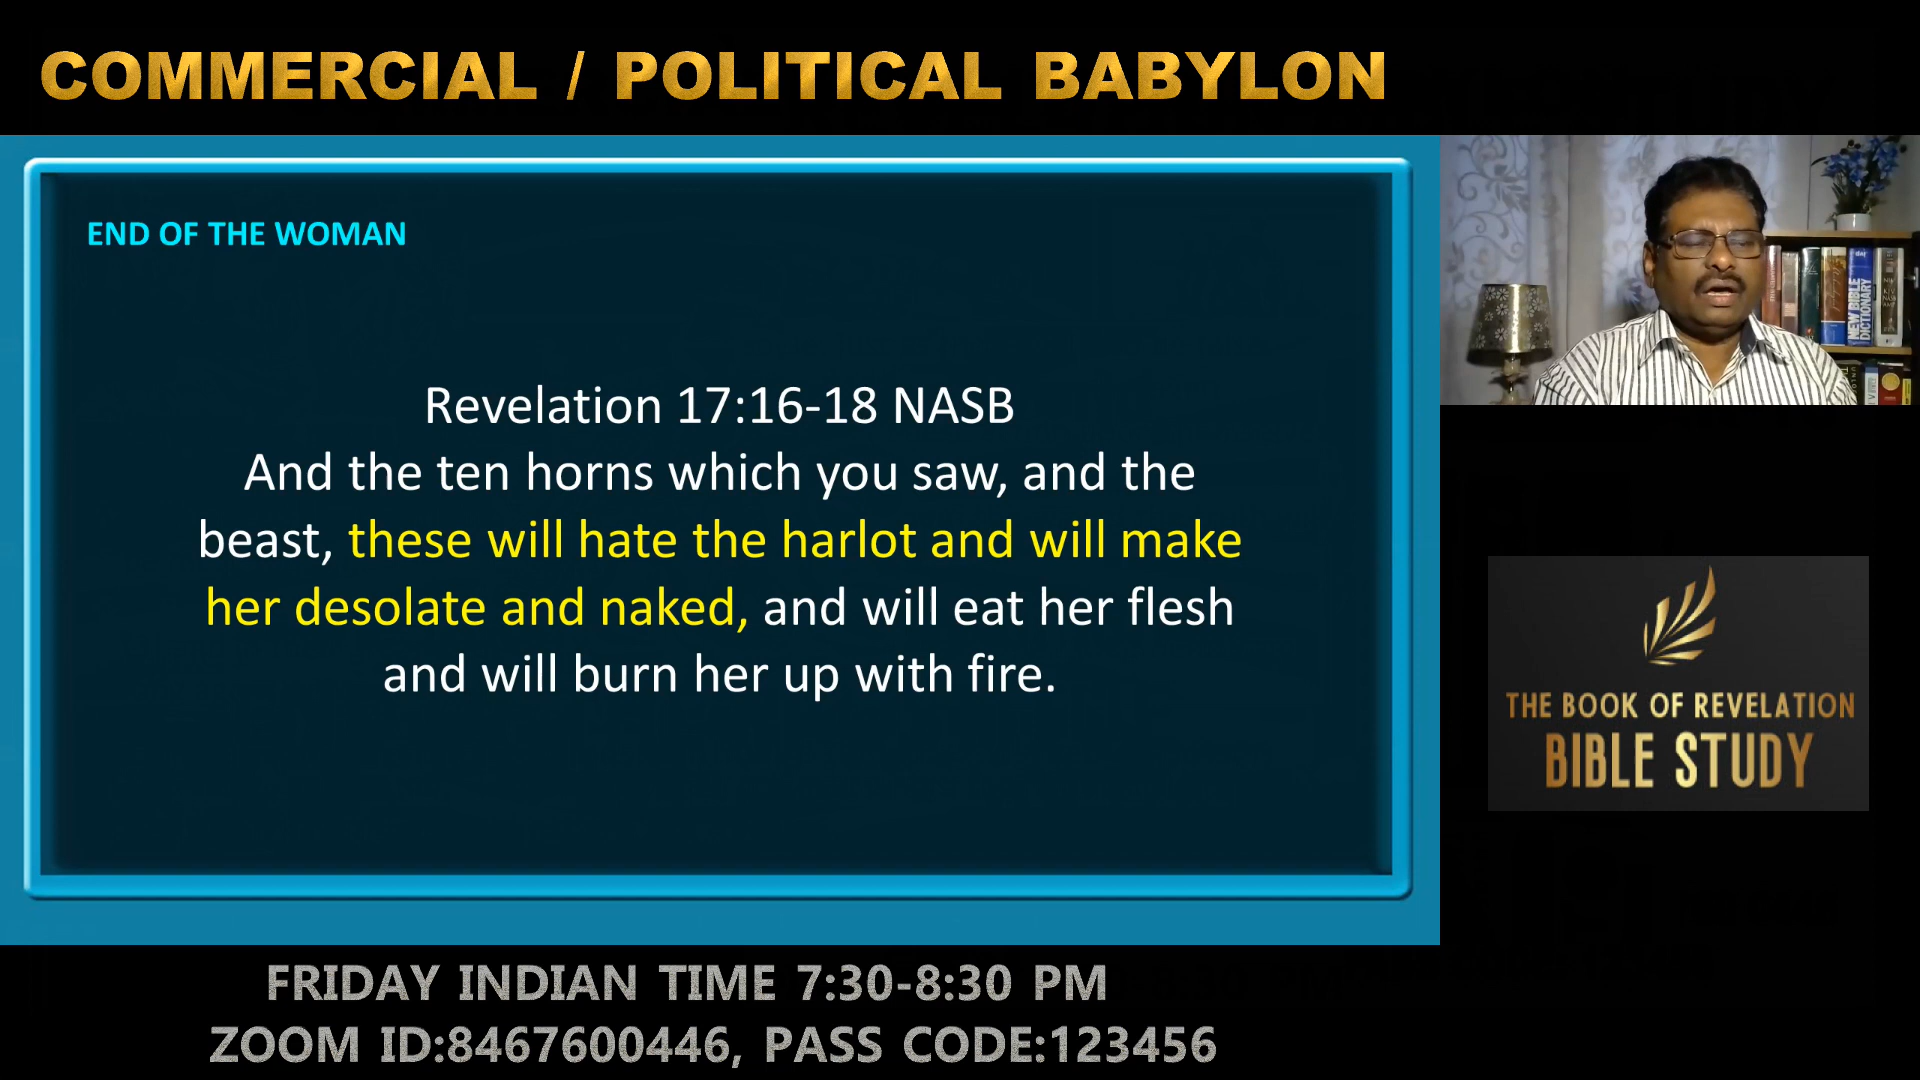 COMMERCIAL / POLITICAL BABYLON
END OF THE WOMAN
Revelation 17:16-18 NASB
And the ten horns which you saw, and the
beast, these will hate the harlot and will make
her desolate and naked, and will eat her flesh
and will burn her up with fire.
NEW BIBLE
DICTIONARY
THE BOOK OF REVELATION
BIBLE STUDY
FRIDAY INDIAN TIME 7:30-8:30 PM
ZOOM ID:8467600446, PASS CODE:123456